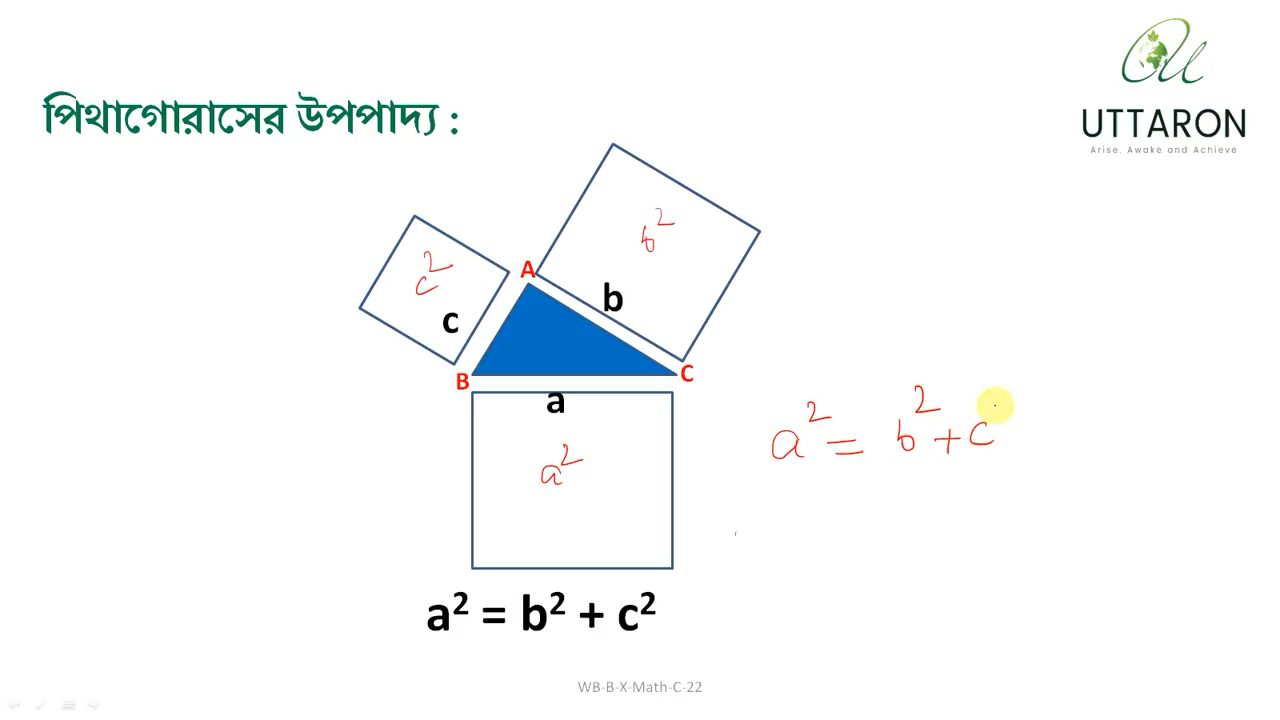 UTTARON
Arise, Awake and Achieve
পিথাগোরাসের উপপাদ্য :
b²
c²
A
b
c
B
C
a
a² = b² + c
a²
a² = b² + c²
WB-B-X-Math-C-22